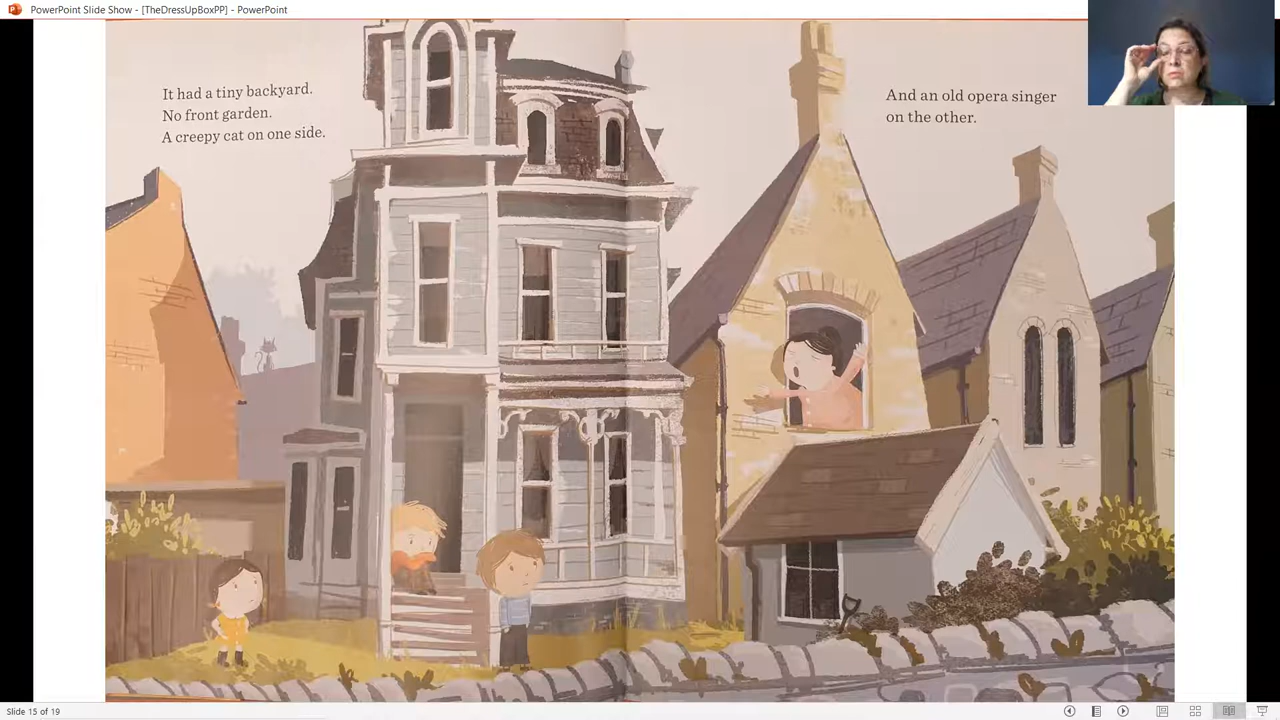 PowerPoint Slide Show - [TheDressUpBoxPP] - PowerPoint
It had a tiny backyard.
No front garden.
A creepy cat on one side.
And an old opera singer
on the other.
Slide 15 of 19